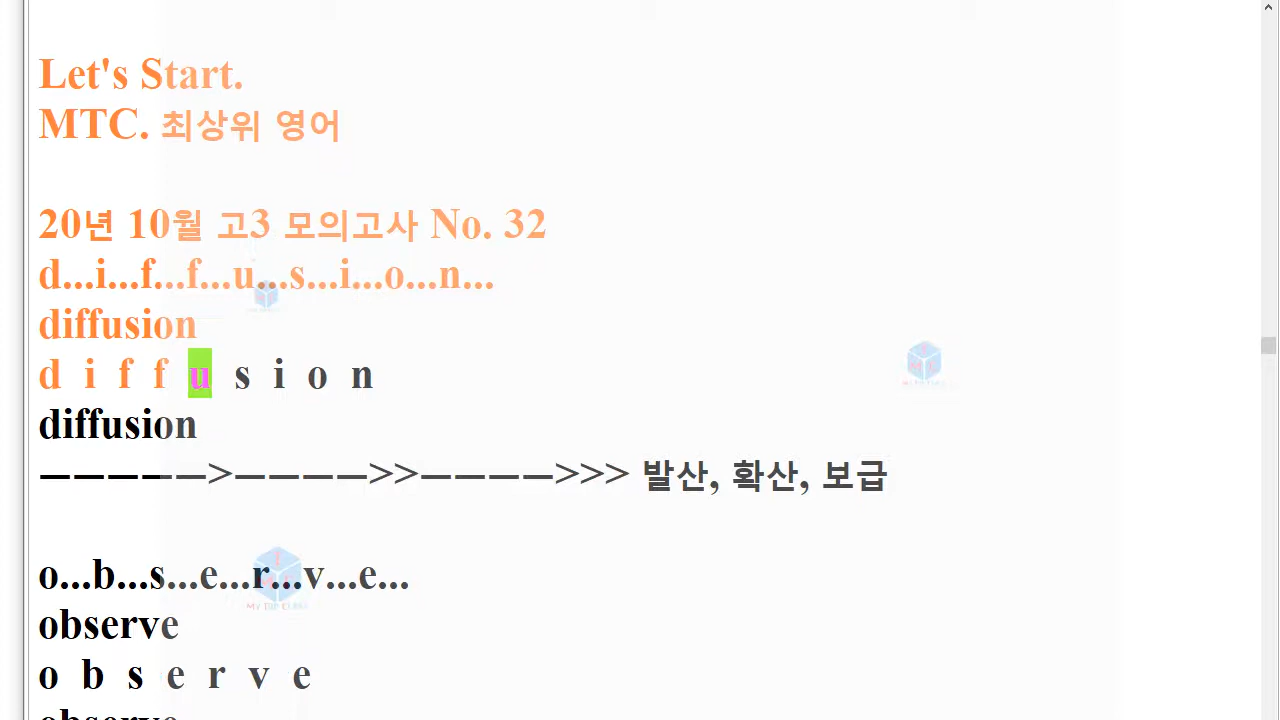 Let's Start.
MTC. 최상위 영어
20년 10월 고3 모의고사 No. 32
d...i...f...f...u...s...i...o...n...
diffusion
d i f f u s i o n
diffusion
—————>————>>————>>> 발산, 확산, 보급
o...b...s...e...r...v...e...
observe
o b s e r v e
observe